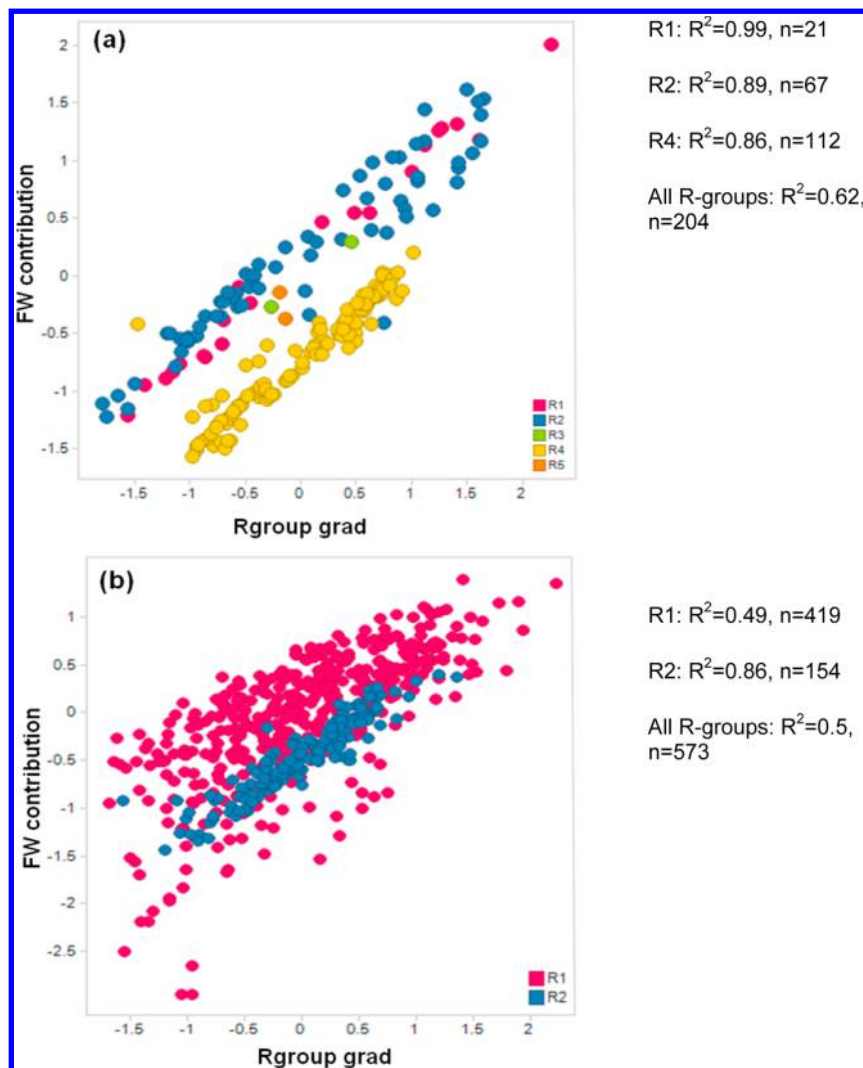 (a)
R1: R²=0.99, n=21
R2: R²=0.89, n=67
R4: R²=0.86, n=112
All R-groups: R²=0.62,
n=204
FW contribution
2
1.5
1
0.5
0
-0.5
-1
-1.5
R1
R2
R3
R4
R5
-1.5 -1 -0.5 0 0.5 1 1.5 2
Rgroup grad
(b)
R1: R²=0.49, n=419
R2: R²=0.86, n=154
All R-groups: R²=0.5,
n=573
FW contribution
1
0.5
0
-0.5
-1
-1.5
-2
-2.5
R1
R2
-1.5 -1 -0.5 0 0.5 1 1.5 2
Rgroup grad